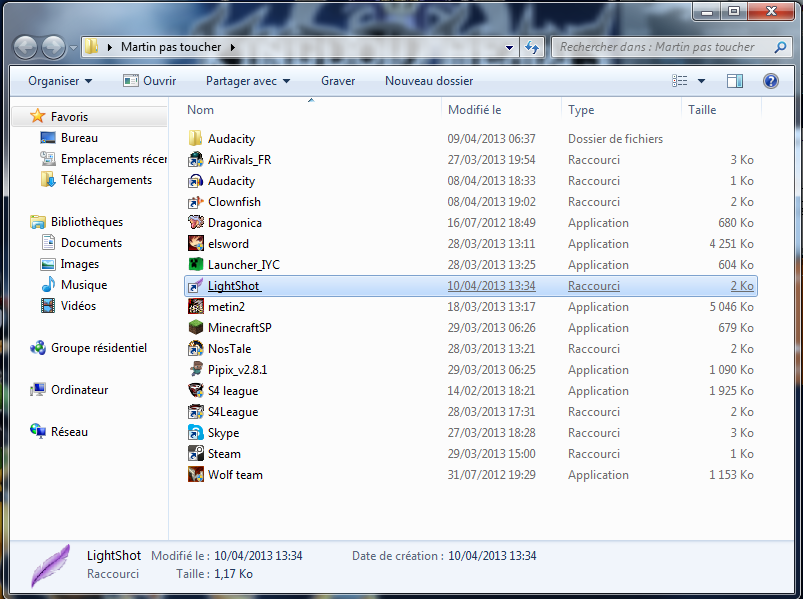 Martin pas toucher
Rechercher dans : Martin pas toucher
Organiser Ouvrir Partager avec Graver Nouveau dossier
Nom Modifié le Type Taille
Favoris
Bureau
Emplacements récer
Téléchargements
Bibliothèques
Documents
Images
Musique
Vidéos
Groupe résidentiel
Ordinateur
Réseau
Audacity 09/04/2013 06:37 Dossier de fichiers
AirRivals_FR 27/03/2013 19:54 Raccourci 3 Ko
Audacity 08/04/2013 18:33 Raccourci 1 Ko
Clownfish 08/04/2013 19:02 Raccourci 2 Ko
Dragonica 16/07/2012 18:49 Application 680 Ko
elsword 28/03/2013 13:11 Application 4 251 Ko
Launcher_IYC 28/03/2013 13:25 Application 604 Ko
LightShot 10/04/2013 13:34 Raccourci 2 Ko
metin2 18/03/2013 13:17 Application 5 046 Ko
MinecraftSP 29/03/2013 06:26 Application 679 Ko
NosTale 28/03/2013 13:21 Raccourci 2 Ko
Pipix_v2.8.1 29/03/2013 06:25 Application 1 090 Ko
S4 league 14/02/2013 18:21 Application 1 925 Ko
S4League 28/03/2013 17:31 Raccourci 2 Ko
Skype 27/03/2013 18:28 Raccourci 3 Ko
Steam 29/03/2013 15:00 Raccourci 1 Ko
Wolf team 31/07/2012 19:29 Application 1 153 Ko
LightShot Modifié le : 10/04/2013 13:34 Date de création : 10/04/2013 13:34
Raccourci Taille : 1,17 Ko